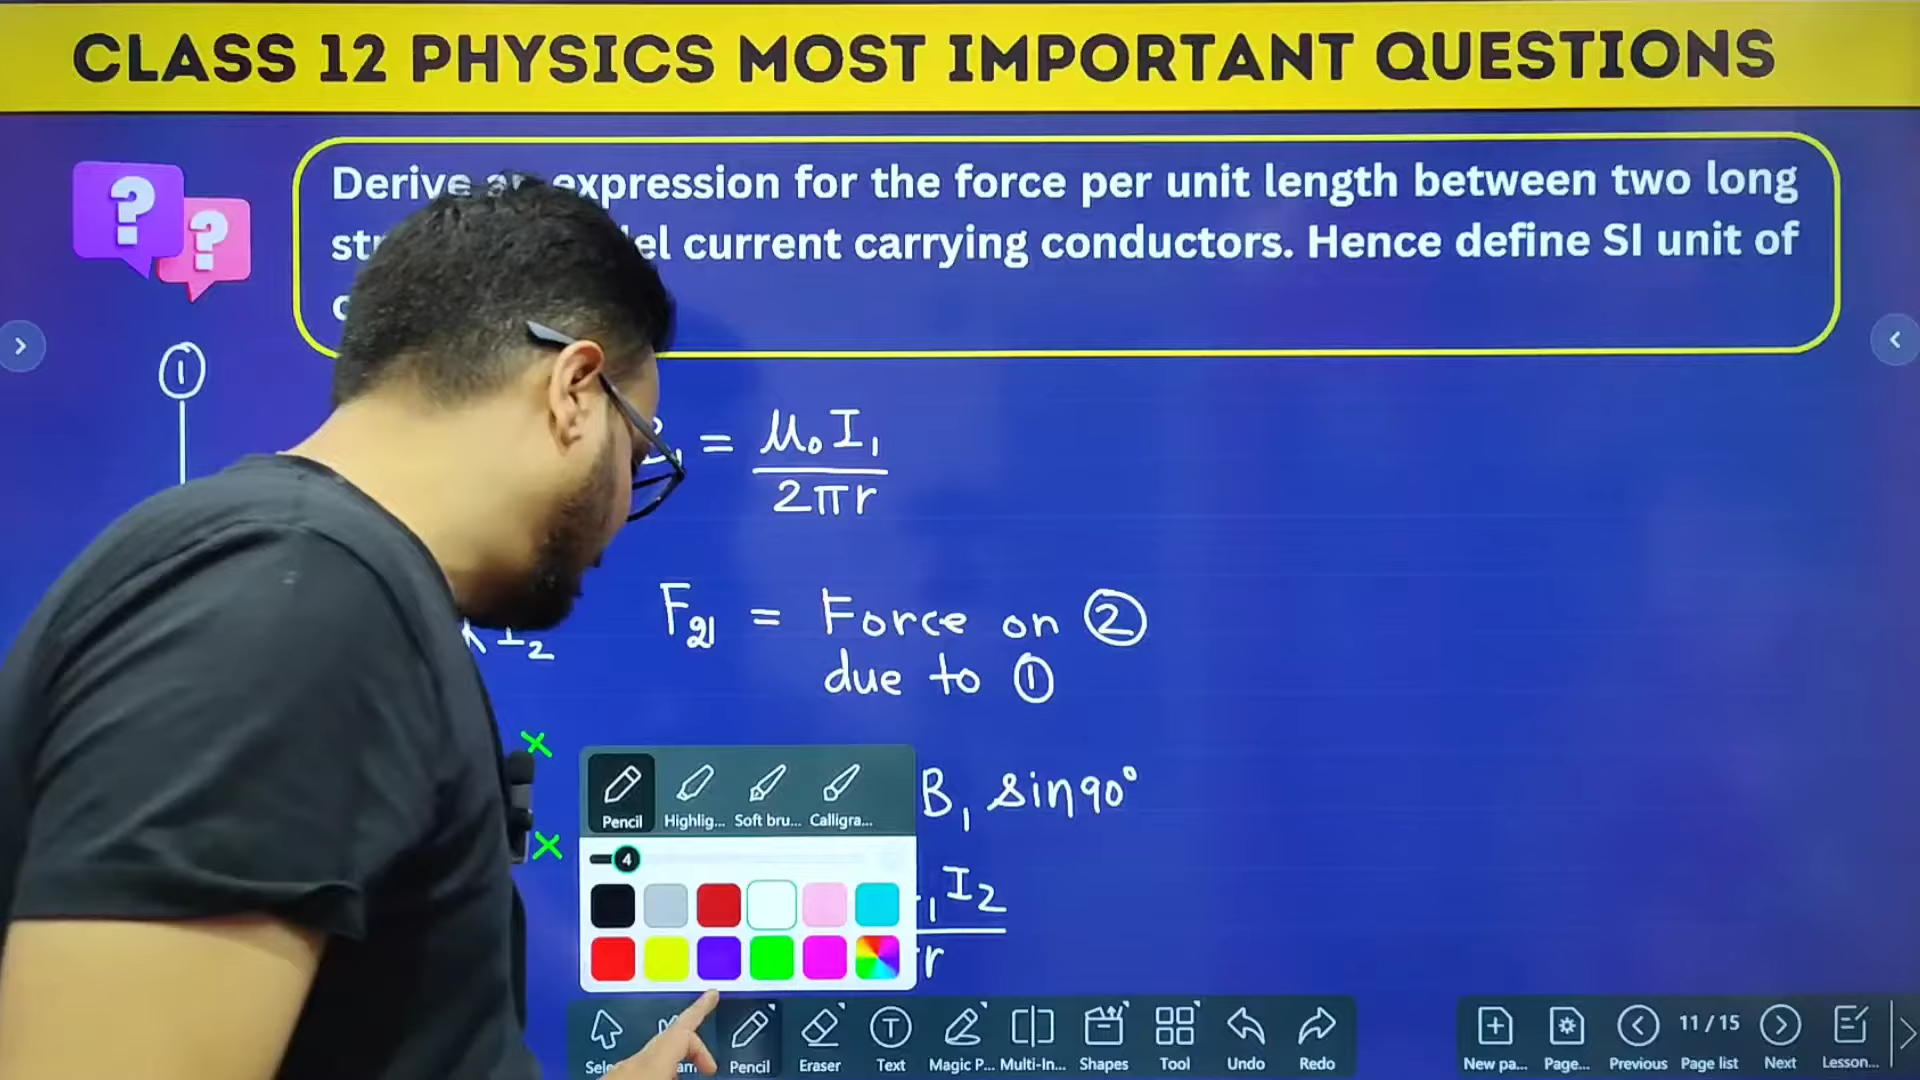 CLASS 12 PHYSICS MOST IMPORTANT QUESTIONS
Derive an expression for the force per unit length between two long
el current carrying conductors. Hence define SI unit of
1
= μ₀I₁
2πr
F₂₁ = Force on ②
due to ①
I₂
B₁ sin90°
₁I₂
r
Pencil Highlig... Soft bru... Calligra...
4
Pencil Eraser Text Magic P... Multi-In... Shapes Tool Undo Redo
New pa... Page... Previous 11/15 Page list Next Lesson...